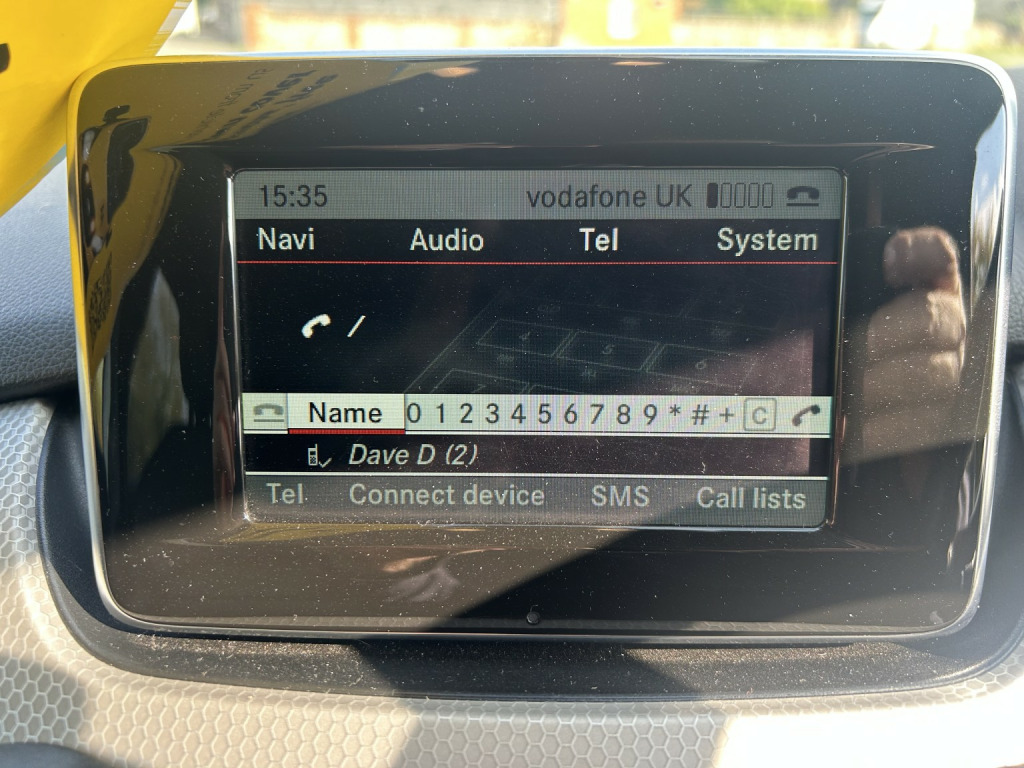 15:35 vodafone UK
Navi Audio Tel System
/
Name 0 1 2 3 4 5 6 7 8 9 * # + C
Dave D (2)
Tel Connect device SMS Call lists